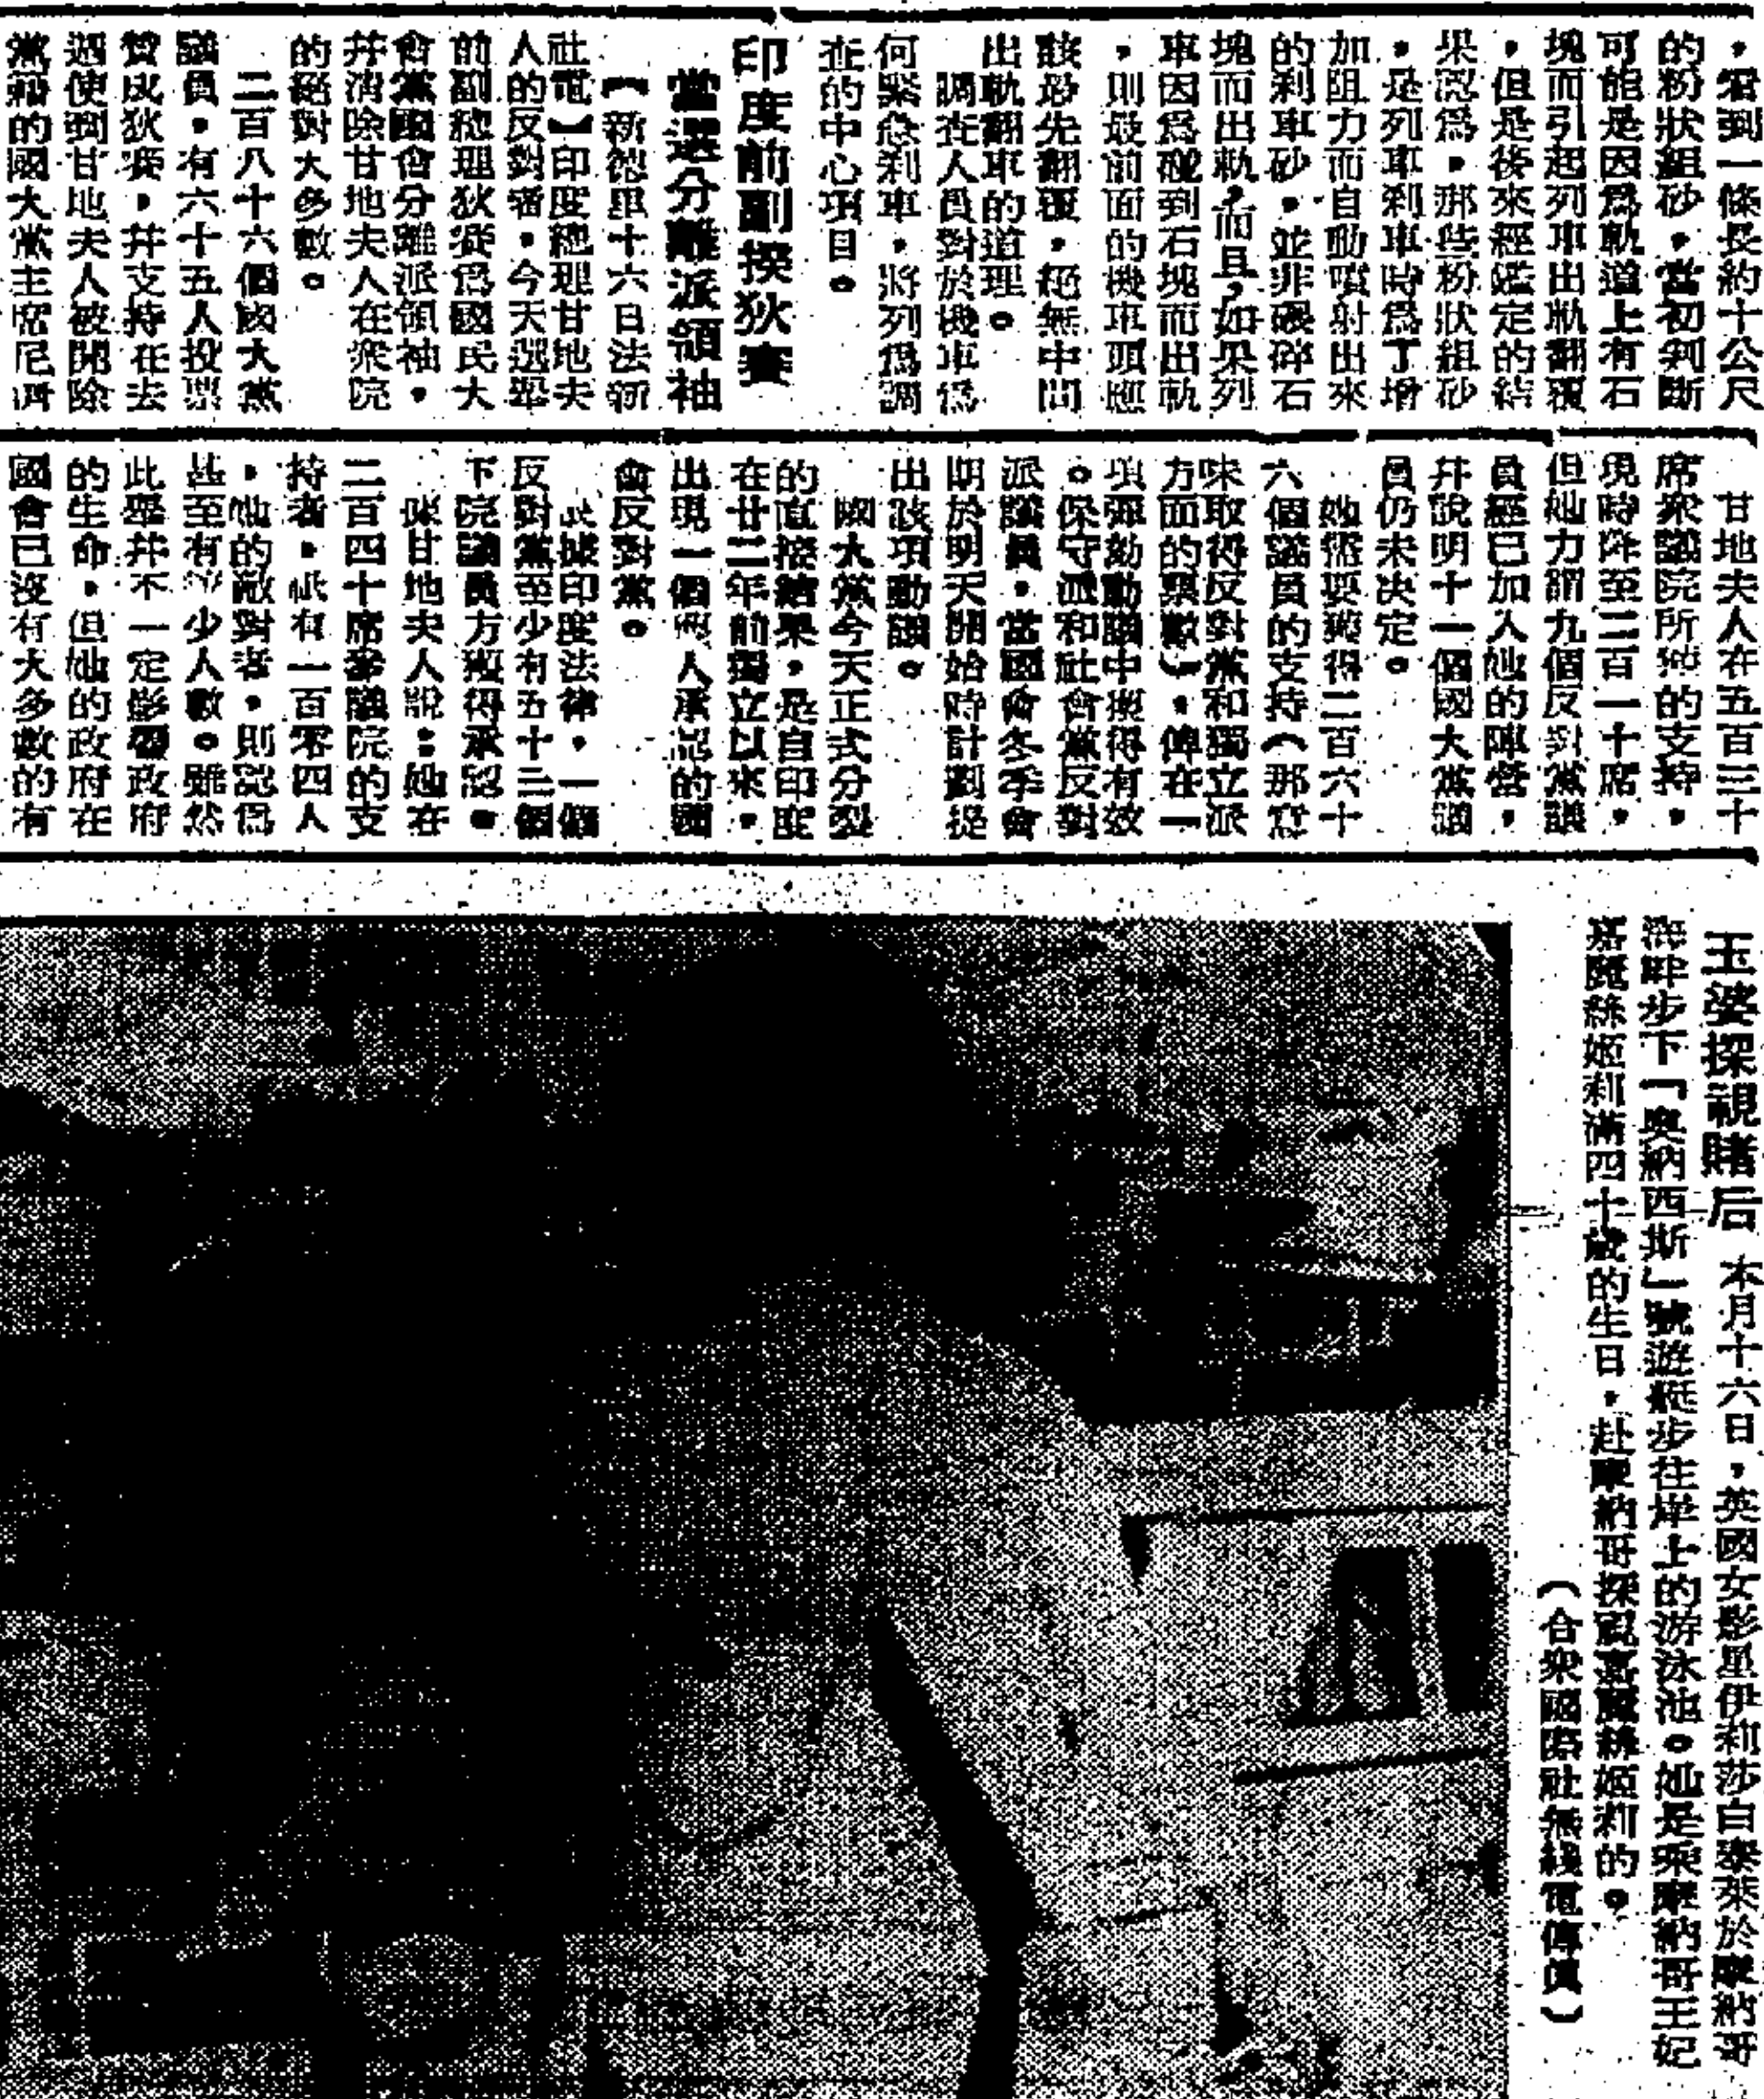 ，宿到一條長約十公尺
的粉狀組砂，當初判斷
可能是因爲軌道上有石
塊而引起列車出軌翻覆
，但是後來經鑑定的結
果認爲，那些粉狀組砂
，是列車刹車時爲了增
加阻力而自動噴射出來
的刹車砂，並非碾碎石
塊而出軌，而且，如果列
車因爲碰到石塊而出軌
，則最前面的機車頭應
該最先翻覆，絕無中間
出軌翻車的道理。
調查人員對於機車爲
何緊急刹車，將列爲調
查的中心項目。
印度前副揆狄賽
當選分離派領袖
【新德里十六日法新
社電】印度總理甘地夫
人的反對者，今天選舉
前副總理狄賽爲國民大
會黨國會分離派領袖，
并消除甘地夫人在衆院
的絕對大多數。
二百八十六個國大黨
議員，有六十五人投票
贊成狄賽，并支持在去
週使到甘地夫人被開除
黨籍的國大黨主席尼
甘地夫人在五百三十
席衆議院所 的支持，
現時降至二百一十席，
但她力謂九個反對黨議
員經已加入她的陣營，
并說明十一個國大黨議
員仍未決定。
她需要獲得二百六十
六個議員的支持（那意
味取得反對黨和獨立派
方面的票數），俾在一
項彈劾動議中獲得有效
。保守派和社會黨反對
派議員，當國會冬季會
期於明天開始時計劃提
出該項動議。
國大黨今天正式分裂
的直接結果，是自印度
在廿二年前獨立以來，
出現一個 人承認的國
會反對黨。
根據印度法律，一個
反對黨至少有五十三個
下院議員方獲得承認。
隊甘地夫人說：她在
二百四十席參議院的支
持者，祇有一百零四人
，她的敵對者，則認爲
甚至有 少人數。雖然
此舉并不一定影響政府
的生命，但她的政府在
國會已沒有大多數的有
玉婆探視賭后
本月十六日，英國女影星伊莉莎白泰萊於摩納哥
海畔步下「奧納西斯」號遊艇步往岸上的游泳池。她是乘摩納哥王妃
嘉麗絲姬莉滿四十歲的生日，赴摩納哥探視嘉麗絲姬莉的。
（合衆國際社無綫電傳眞）